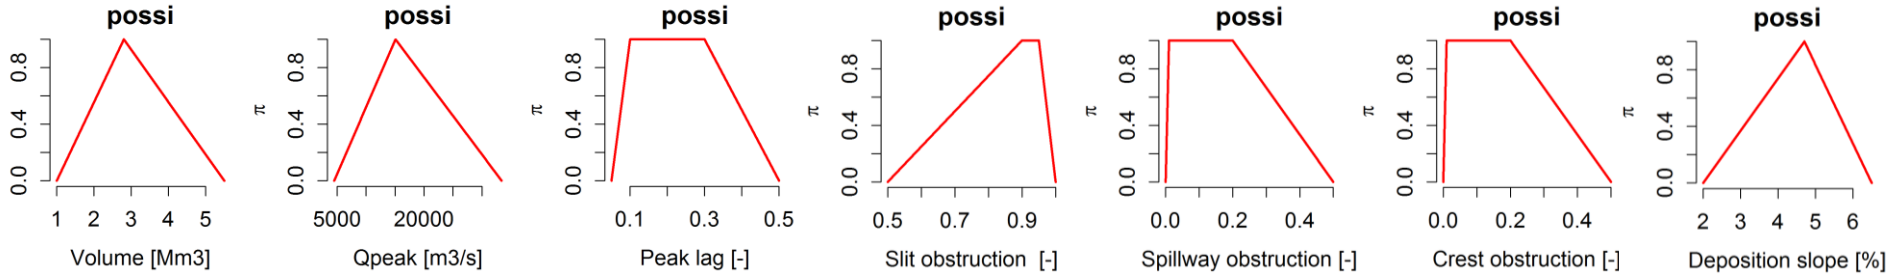 possi
0.0 0.4 0.8
1 2 3 4 5
Volume [Mm3]
possi
π
0.0 0.4 0.8
5000 20000
Qpeak [m3/s]
possi
π
0.0 0.4 0.8
0.1 0.3 0.5
Peak lag [-]
possi
π
0.0 0.4 0.8
0.5 0.7 0.9
Slit obstruction [-]
possi
π
0.0 0.4 0.8
0.0 0.2 0.4
Spillway obstruction [-]
possi
π
0.0 0.4 0.8
0.0 0.2 0.4
Crest obstruction [-]
possi
π
0.0 0.4 0.8
2 3 4 5 6
Deposition slope [%]